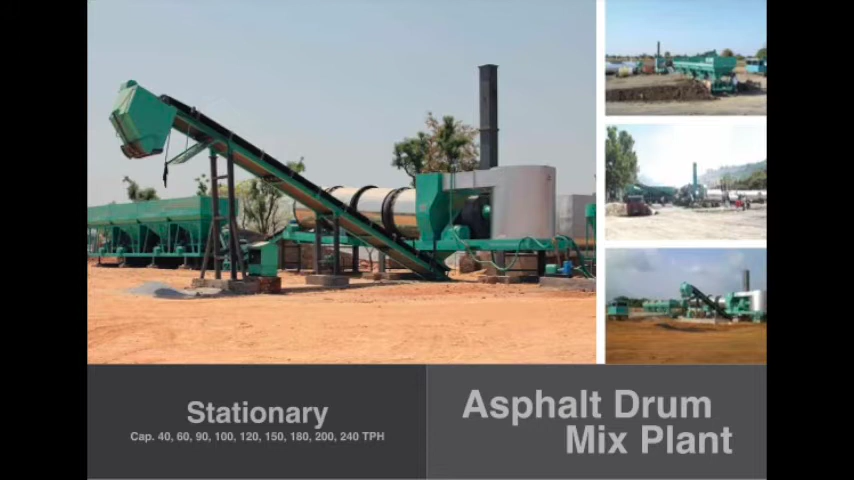 Stationary
Cap. 40, 60, 90, 100, 120, 150, 180, 200, 240 TPH
Asphalt Drum
Mix Plant